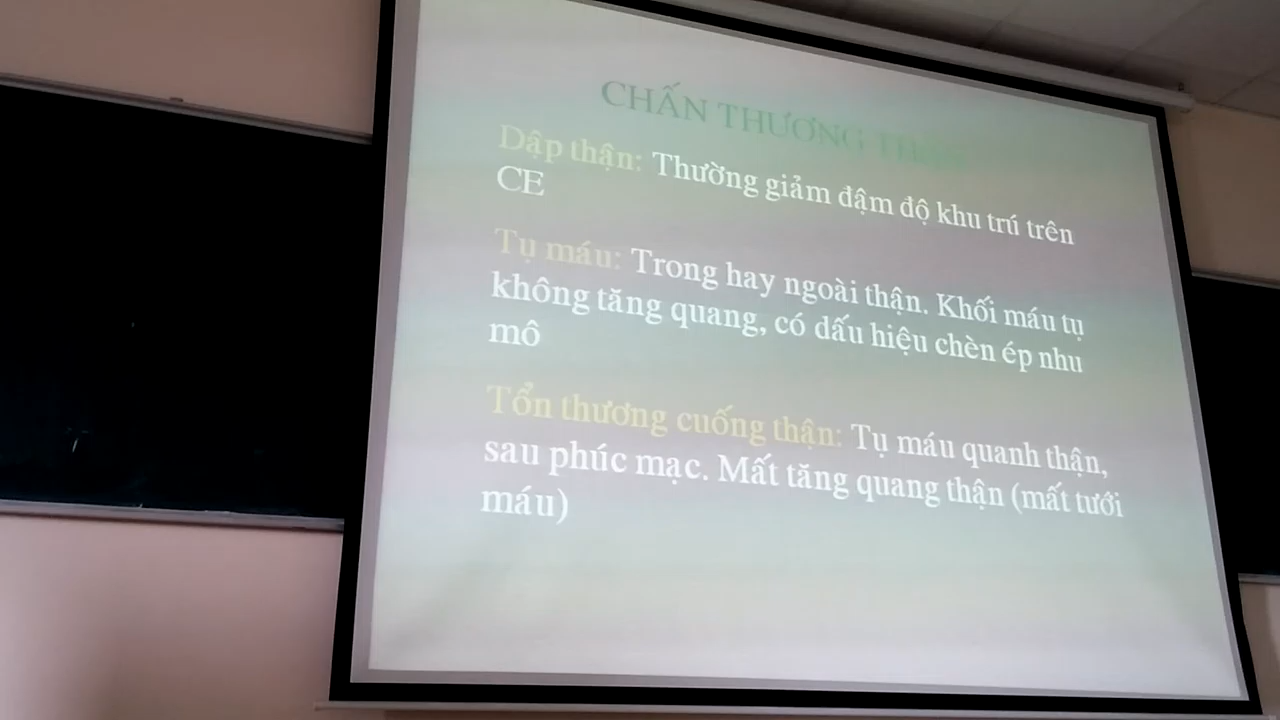 CHẤN THƯƠNG THẬN
Dập thận: Thường giảm đậm độ khu trú trên
CE
Tụ máu: Trong hay ngoài thận. Khối máu tụ
không tăng quang, có dấu hiệu chèn ép nhu
mô
Tổn thương cuống thận: Tụ máu quanh thận,
sau phúc mạc. Mất tăng quang thận (mất tưới
máu)